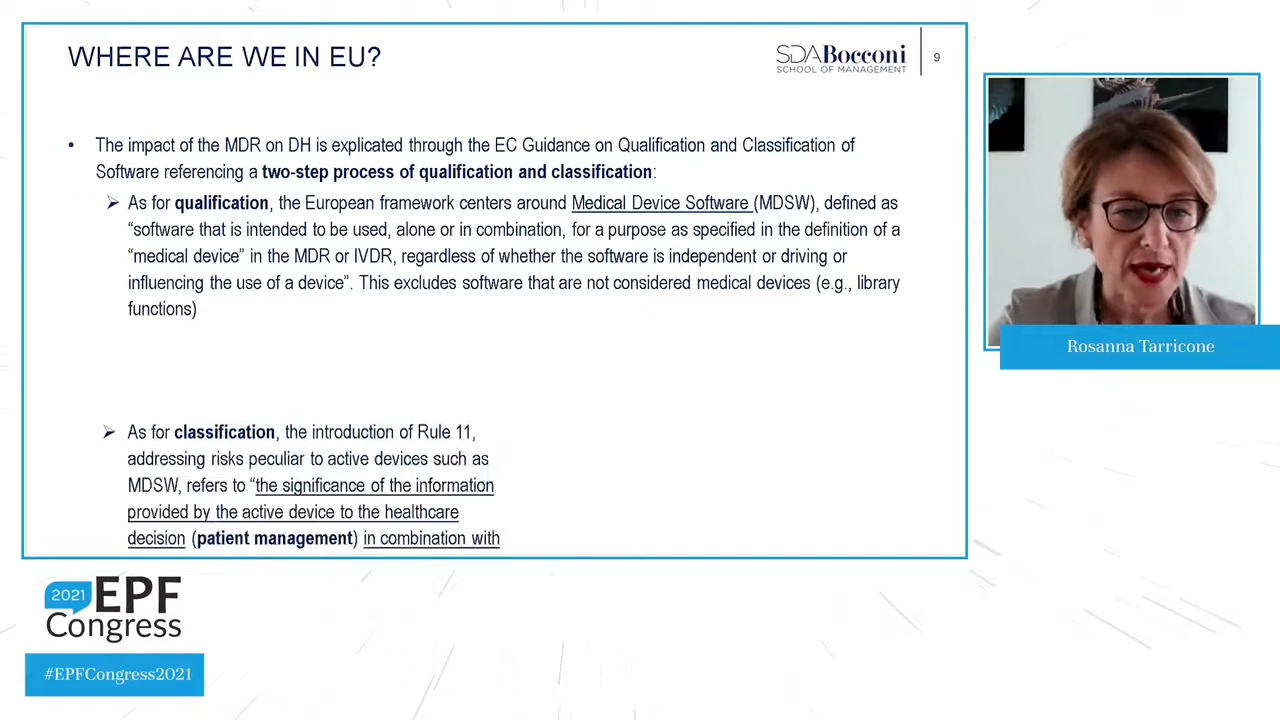 WHERE ARE WE IN EU?
SDABocconi
SCHOOL OF MANAGEMENT
9
• The impact of the MDR on DH is explicated through the EC Guidance on Qualification and Classification of
Software referencing a two-step process of qualification and classification:
➢ As for qualification, the European framework centers around Medical Device Software (MDSW), defined as
“software that is intended to be used, alone or in combination, for a purpose as specified in the definition of a
“medical device” in the MDR or IVDR, regardless of whether the software is independent or driving or
influencing the use of a device”. This excludes software that are not considered medical devices (e.g., library
functions)
➢ As for classification, the introduction of Rule 11,
addressing risks peculiar to active devices such as
MDSW, refers to “the significance of the information
provided by the active device to the healthcare
decision (patient management) in combination with
Rosanna Tarricone
2021 EPF
Congress
#EPFCongress2021